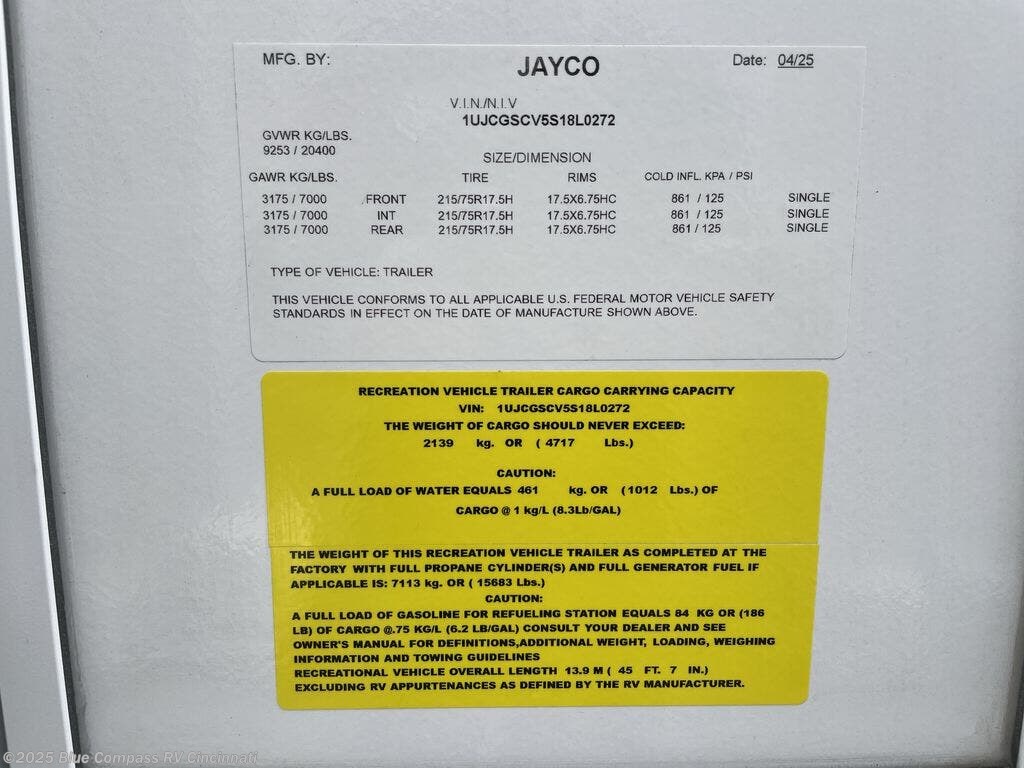 MFG. BY: JAYCO Date: 04/25
V.I.N./N.I.V
1UJCGSCV5S18L0272
GVWR KG/LBS.
9253 / 20400
SIZE/DIMENSION
GAWR KG/LBS. TIRE RIMS COLD INFL. KPA / PSI
3175 / 7000 FRONT 215/75R17.5H 17.5X6.75HC 861 / 125 SINGLE
3175 / 7000 INT 215/75R17.5H 17.5X6.75HC 861 / 125 SINGLE
3175 / 7000 REAR 215/75R17.5H 17.5X6.75HC 861 / 125 SINGLE
TYPE OF VEHICLE: TRAILER
THIS VEHICLE CONFORMS TO ALL APPLICABLE U.S. FEDERAL MOTOR VEHICLE SAFETY
STANDARDS IN EFFECT ON THE DATE OF MANUFACTURE SHOWN ABOVE.
RECREATION VEHICLE TRAILER CARGO CARRYING CAPACITY
VIN: 1UJCGSCV5S18L0272
THE WEIGHT OF CARGO SHOULD NEVER EXCEED:
2139 kg. OR ( 4717 Lbs.)
CAUTION:
A FULL LOAD OF WATER EQUALS 461 kg. OR (1012 Lbs.) OF
CARGO @ 1 kg/L (8.3Lb/GAL)
THE WEIGHT OF THIS RECREATION VEHICLE TRAILER AS COMPLETED AT THE
FACTORY WITH FULL PROPANE CYLINDER(S) AND FULL GENERATOR FUEL IF
APPLICABLE IS: 7113 kg. OR ( 15683 Lbs.)
CAUTION:
A FULL LOAD OF GASOLINE FOR REFUELING STATION EQUALS 84 KG OR (186
LB) OF CARGO @.75 KG/L (6.2 LB/GAL) CONSULT YOUR DEALER AND SEE
OWNER'S MANUAL FOR DEFINITIONS,ADDITIONAL WEIGHT, LOADING, WEIGHING
INFORMATION AND TOWING GUIDELINES
RECREATIONAL VEHICLE OVERALL LENGTH 13.9 M ( 45 FT. 7 IN.)
EXCLUDING RV APPURTENANCES AS DEFINED BY THE RV MANUFACTURER.
©2025 Blue Compass RV Cincinnati